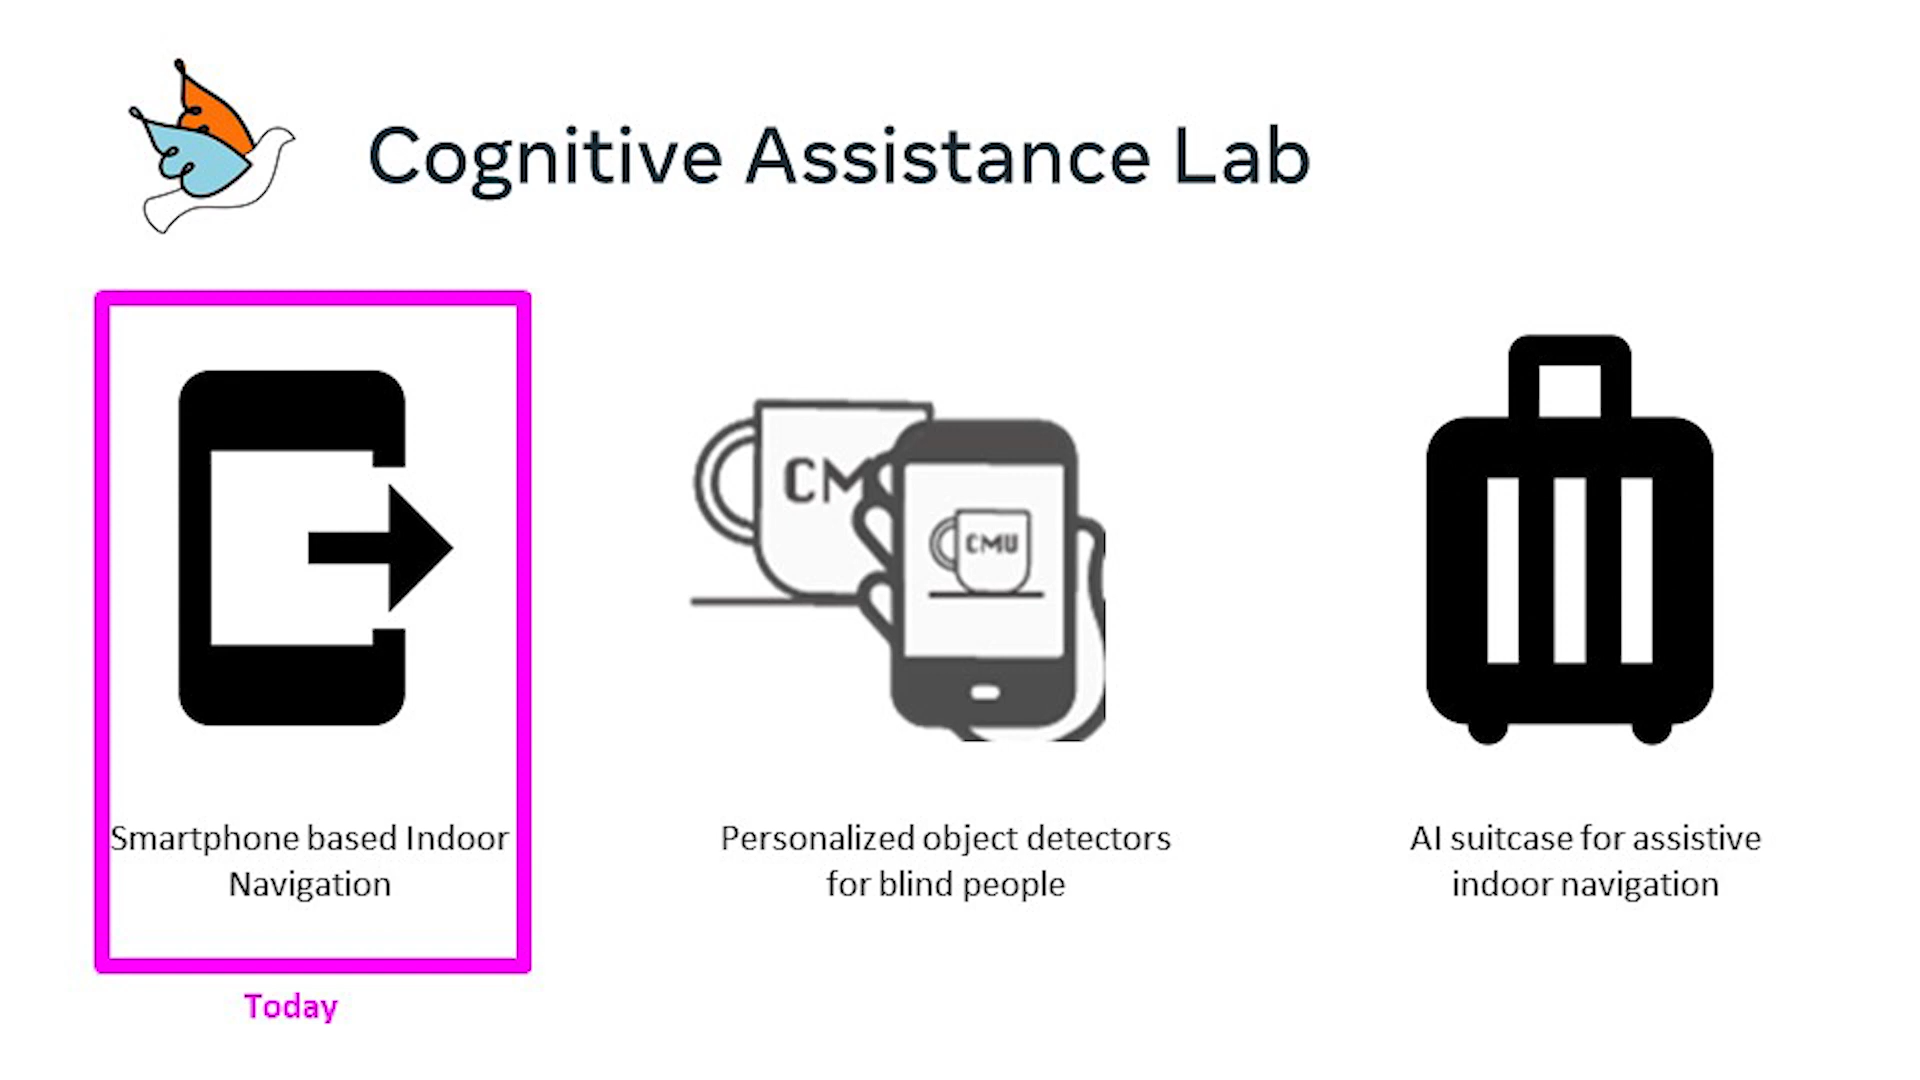 Cognitive Assistance Lab
CM
CMU
Smartphone based Indoor
Navigation
Personalized object detectors
for blind people
AI suitcase for assistive
indoor navigation
Today